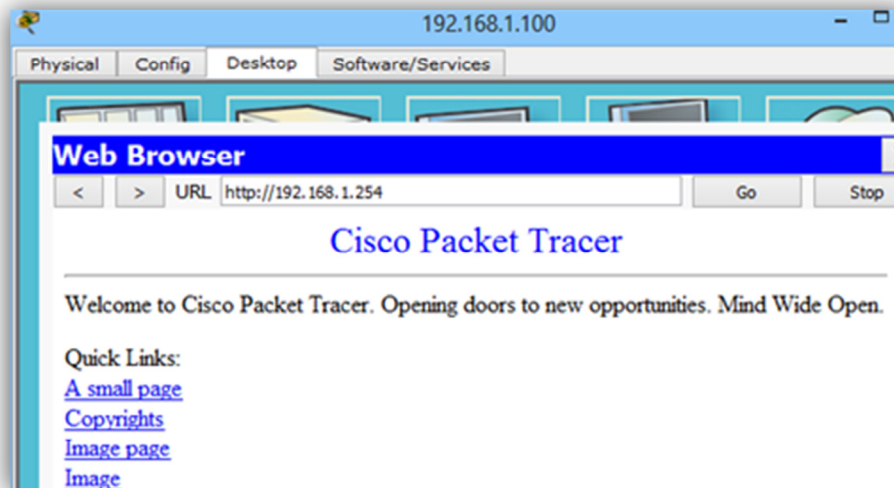 192.168.1.100
Physical Config Desktop Software/Services
Web Browser
< > URL http://192.168.1.254 Go Stop
Cisco Packet Tracer
Welcome to Cisco Packet Tracer. Opening doors to new opportunities. Mind Wide Open.
Quick Links:
A small page
Copyrights
Image page
Image